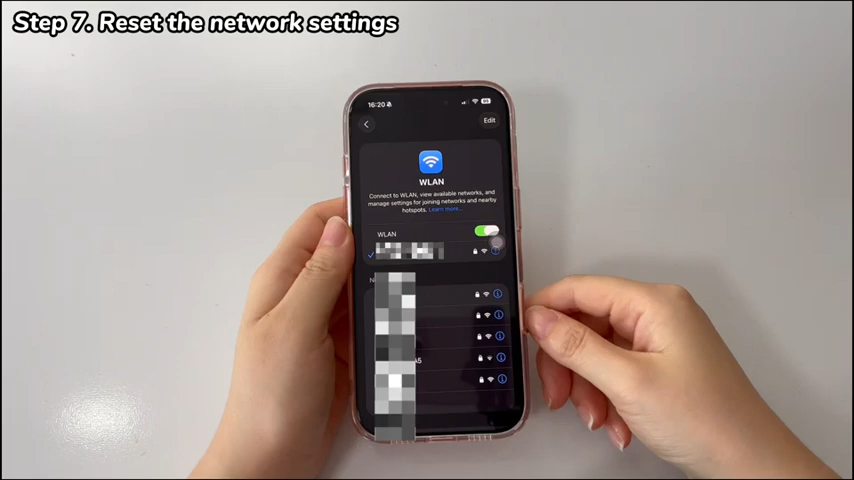 Step 7. Reset the network settings
16:20
Edit
WLAN
Connect to WLAN, view available networks, and
manage settings for joining networks and nearby
hotspots. Learn more...
WLAN